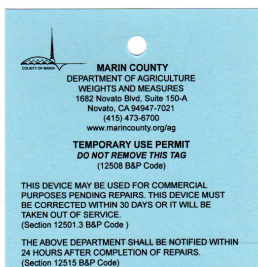 COUNTY OF MARIN
MARIN COUNTY
DEPARTMENT OF AGRICULTURE
WEIGHTS AND MEASURES
1682 Novato Blvd, Suite 150-A
Novato, CA 94947-7021
(415) 473-6700
www.marincounty.org/ag
TEMPORARY USE PERMIT
DO NOT REMOVE THIS TAG
(12508 B&P Code)
THIS DEVICE MAY BE USED FOR COMMERCIAL
PURPOSES PENDING REPAIRS. THIS DEVICE MUST
BE CORRECTED WITHIN 30 DAYS OR IT WILL BE
TAKEN OUT OF SERVICE.
(Section 12501.3 B&P Code )
THE ABOVE DEPARTMENT SHALL BE NOTIFIED WITHIN
24 HOURS AFTER COMPLETION OF REPAIRS.
(Section 12515 B&P Code)